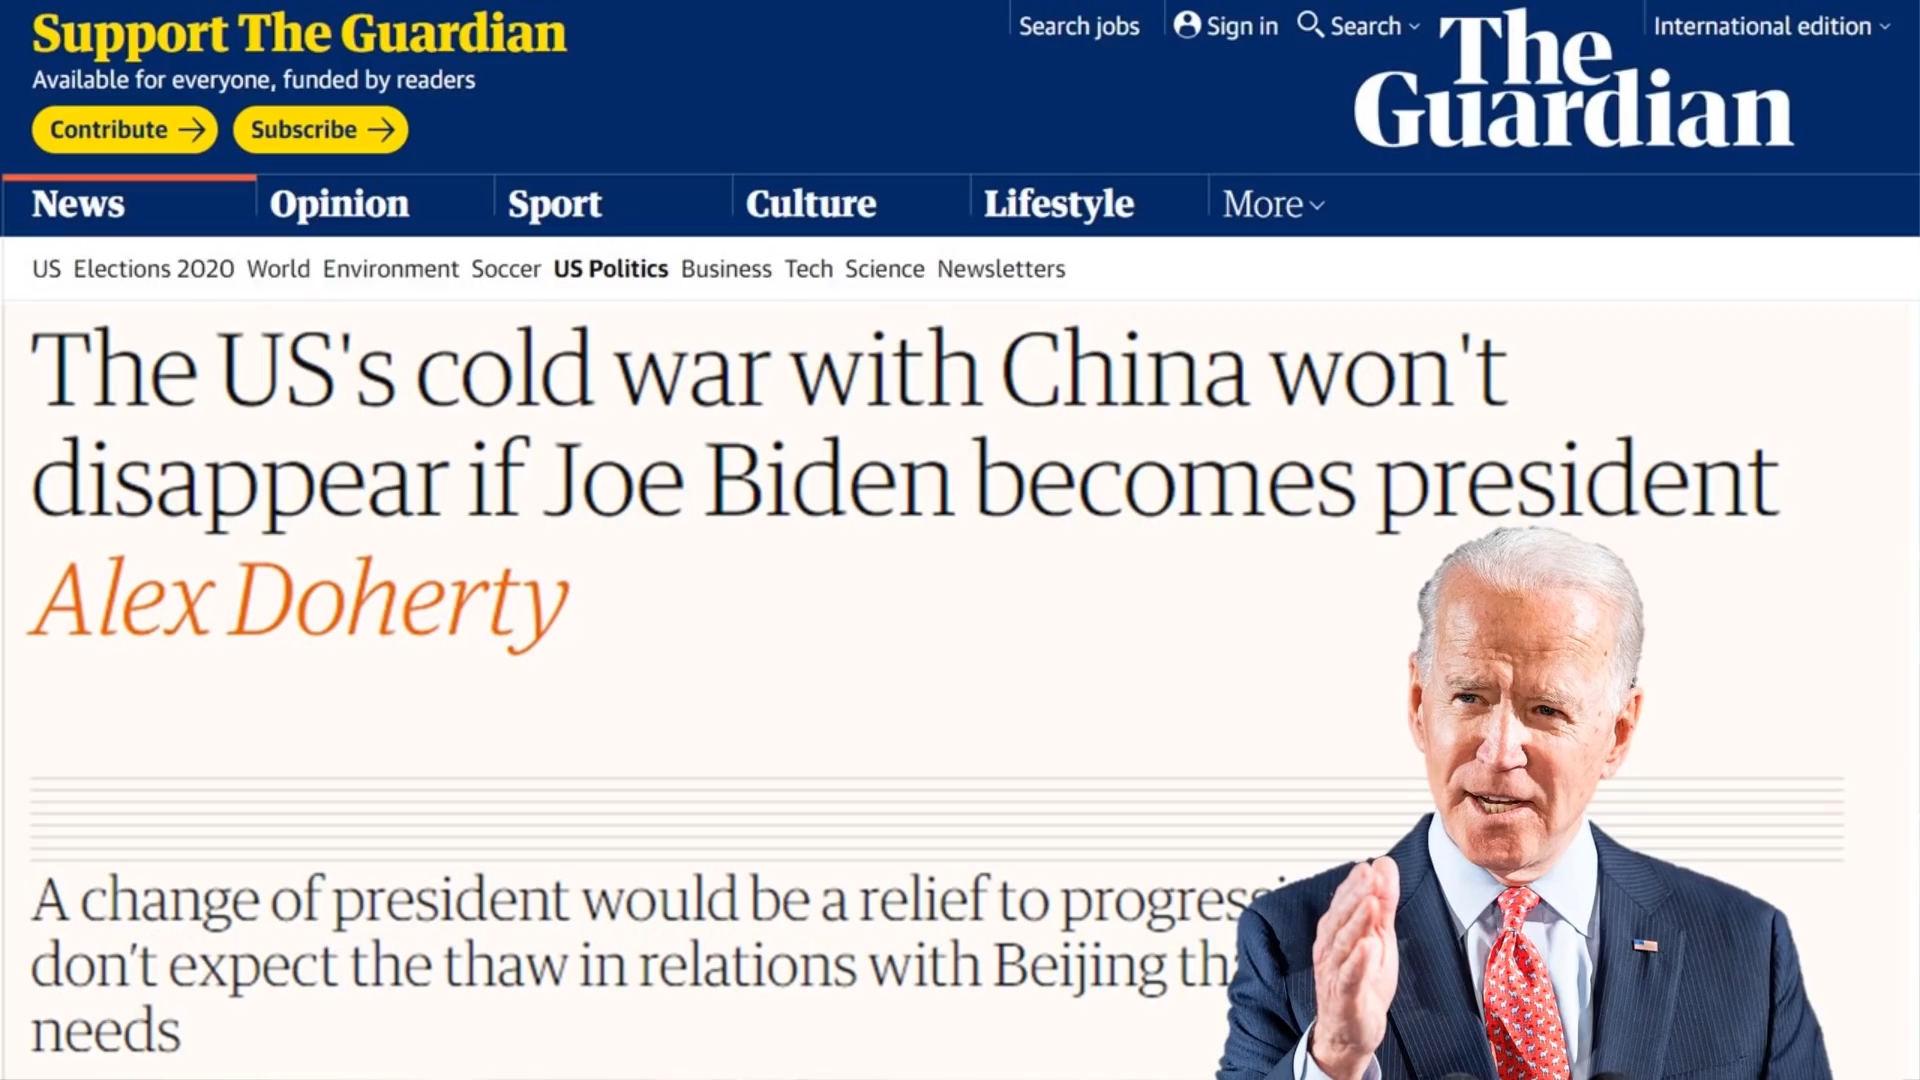 Support The Guardian
Available for everyone, funded by readers
Contribute
Subscribe
Search jobs
Sign in
Search
International edition
The
Guardian
News
Opinion
Sport
Culture
Lifestyle
More
US Elections 2020 World Environment Soccer US Politics Business Tech Science Newsletters
The US's cold war with China won't
disappear if Joe Biden becomes president
Alex Doherty
A change of president would be a relief to
don't expect the thaw in relations with Beijing
needs